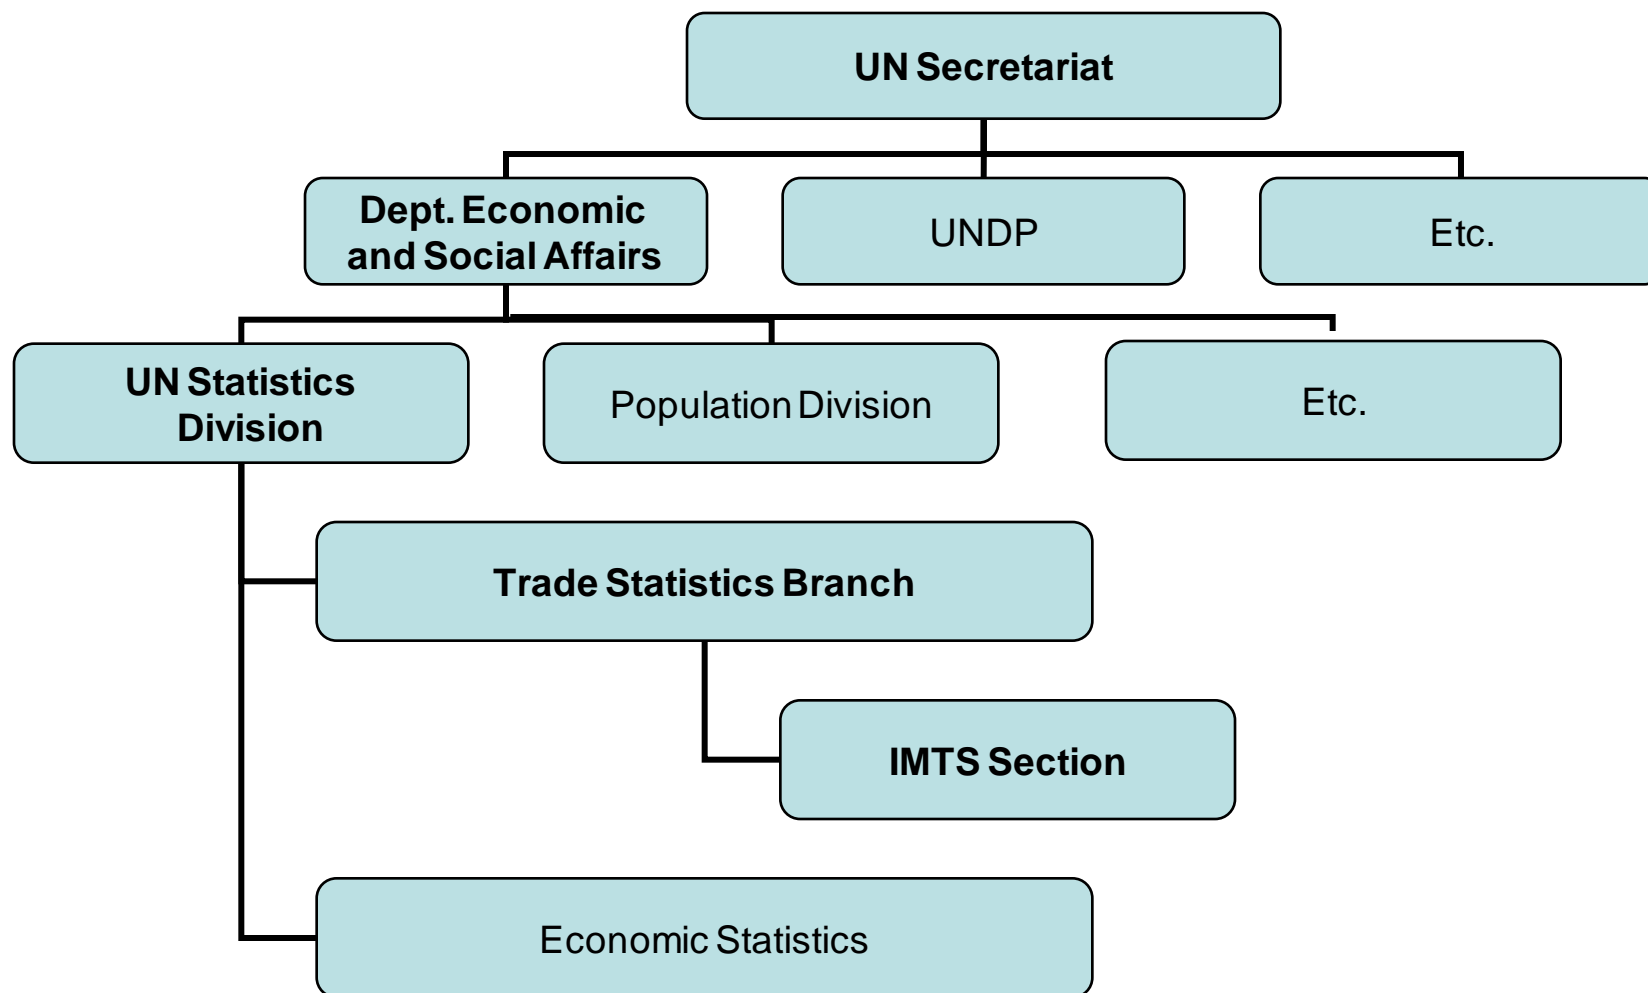 UN Secretariat
Dept. Economic
and Social Affairs
UNDP
Etc.
UN Statistics
Division
Population Division
Etc.
Trade Statistics Branch
IMTS Section
Economic Statistics